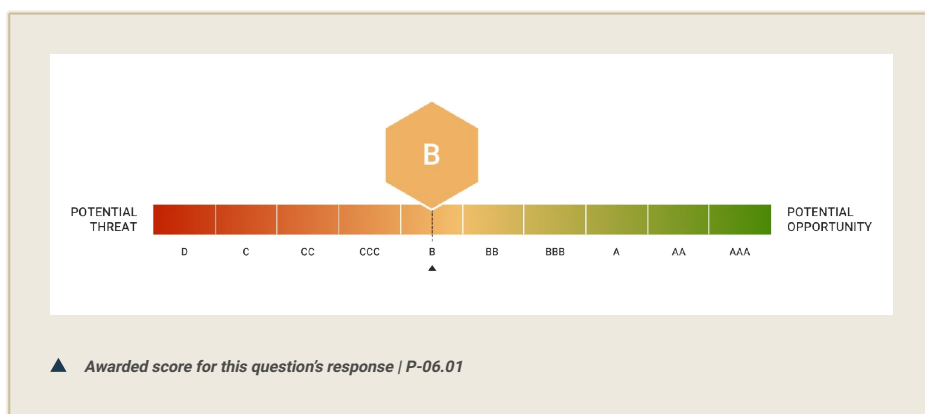 B
POTENTIAL
THREAT
POTENTIAL
OPPORTUNITY
D C CC CCC B BB BBB A AA AAA
Awarded score for this question's response | P-06.01